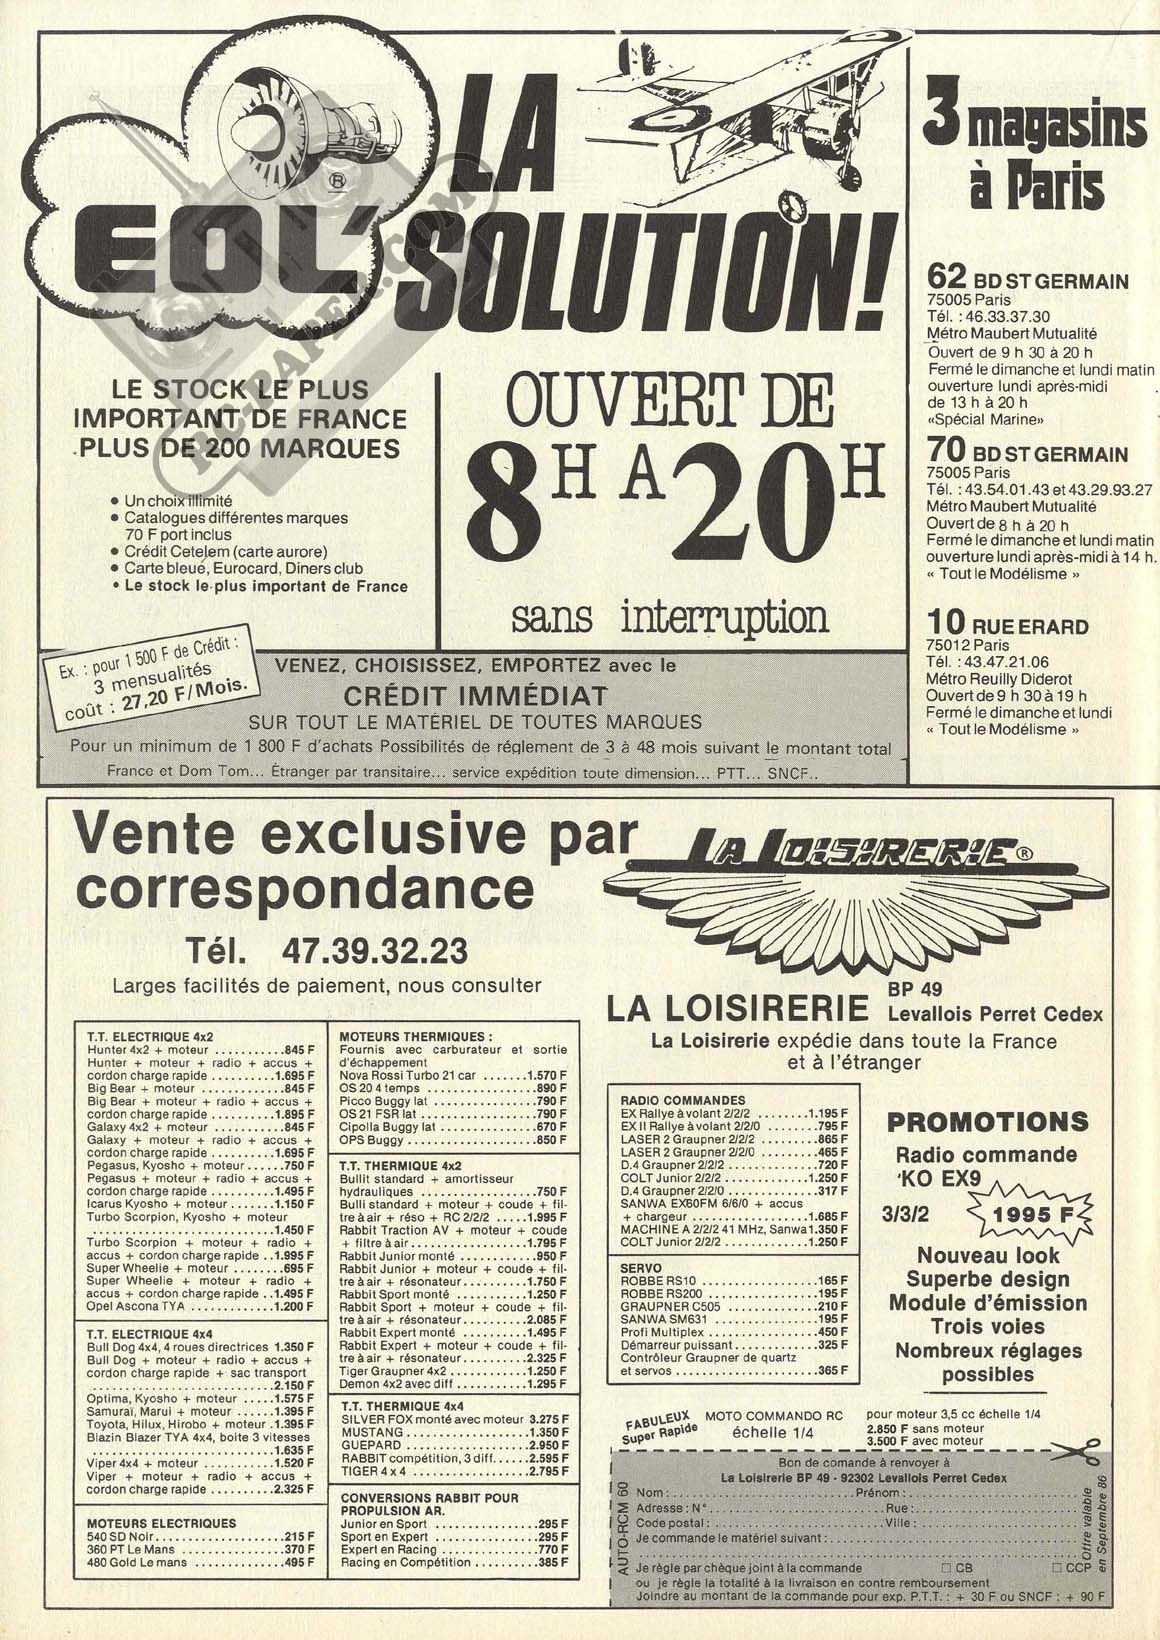 EOL'
®
LA
SOLUTION!
RC-PAPER.COM
LE STOCK LE PLUS
IMPORTANT DE FRANCE
PLUS DE 200 MARQUES
• Un choix illimité
• Catalogues différentes marques
70 F port inclus
• Crédit Cetelem (carte aurore)
• Carte bleue, Eurocard, Diners club
• Le stock le plus important de France
OUVERT DE
8H A 20H
sans interruption
Ex. : pour 1 500 F de Crédit :
3 mensualités
coût : 27,20 F/Mois.
VENEZ, CHOISISSEZ, EMPORTEZ avec le
CRÉDIT IMMÉDIAT
SUR TOUT LE MATÉRIEL DE TOUTES MARQUES
Pour un minimum de 1 800 F d'achats Possibilités de réglement de 3 à 48 mois suivant le montant total
France et Dom Tom... Étranger par transitaire... service expédition toute dimension... PTT... SNCF..
3 magasins
à Paris
62 BD ST GERMAIN
75005 Paris
Tél. : 46.33.37.30
Métro Maubert Mutualité
Ouvert de 9 h 30 à 20 h
Fermé le dimanche et lundi matin
ouverture lundi après-midi
de 13 h à 20 h
«Spécial Marine»
70 BD ST GERMAIN
75005 Paris
Tél. : 43.54.01.43 et 43.29.93.27
Métro Maubert Mutualité
Ouvert de 8 h à 20 h
Fermé le dimanche et lundi matin
ouverture lundi après-midi à 14 h.
« Tout le Modélisme »
10 RUE ERARD
75012 Paris
Tél. : 43.47.21.06
Métro Reuilly Diderot
Ouvert de 9 h 30 à 19 h
Fermé le dimanche et lundi
« Tout le Modélisme »
Vente exclusive par
correspondance
Tél. 47.39.32.23
Larges facilités de paiement, nous consulter
LA LOISIRERIE®
LA LOISIRERIE BP 49
Levallois Perret Cedex
La Loisirerie expédie dans toute la France
et à l'étranger
T.T. ELECTRIQUE 4x2
Hunter 4x2 + moteur ...........845 F
Hunter + moteur + radio + accus +
cordon charge rapide ..........1.695 F
Big Bear + moteur .............845 F
Big Bear + moteur + radio + accus +
cordon charge rapide ..........1.895 F
Galaxy 4x2 + moteur ...........845 F
Galaxy + moteur + radio + accus +
cordon charge rapide ..........1.695 F
Pegasus, Kyosho + moteur ......750 F
Pegasus + moteur + radio + accus +
cordon charge rapide ..........1.495 F
Icarus Kyosho + moteur ........1.150 F
Turbo Scorpion, Kyosho + moteur
..............................1.450 F
Turbo Scorpion + moteur + radio +
accus + cordon charge rapide ..1.995 F
Super Wheelie + moteur ........695 F
Super Wheelie + moteur + radio +
accus + cordon charge rapide ..1.495 F
Opel Ascona TYA ............1.200 F
T.T. ELECTRIQUE 4x4
Bull Dog 4x4, 4 roues directrices 1.350 F
Bull Dog + moteur + radio + accus +
cordon charge rapide + sac transport
..............................2.150 F
Optima, Kyosho + moteur .....1.575 F
Samuraï, Marui + moteur .....1.395 F
Toyota, Hilux, Hirobo + moteur .1.395 F
Blazin Blazer TYA 4x4, boite 3 vitesses
..............................1.635 F
Viper 4x4 + moteur ..........1.520 F
Viper + moteur + radio + accus +
cordon charge rapide ..........2.325 F
MOTEURS ELECTRIQUES
540 SD Noir .................215 F
360 PT Le Mans ..............370 F
480 Gold Le mans ............495 F
MOTEURS THERMIQUES :
Fournis avec carburateur et sortie
d'échappement
Nova Rossi Turbo 21 car .......1.570 F
OS 20 4 temps ................890 F
Picco Buggy lat ..............790 F
OS 21 FSR lat ................790 F
Cipolla Buggy lat ............670 F
OPS Buggy ....................850 F
T.T. THERMIQUE 4x2
Bullit standard + amortisseur
hydrauliques .................750 F
Bulli standard + moteur + coude + fil-
tre à air + réso + RC 2/2/2 .....1.995 F
Rabbit Traction AV + moteur + coude
+ filtre à air ................1.795 F
Rabbit Junior monté ...........950 F
Rabbit Junior + moteur + coude + fil-
tre à air + résonateur .........1.750 F
Rabbit Sport monté ...........1.250 F
Rabbit Sport + moteur + coude + fil-
tre à air + résonateur .........2.085 F
Rabbit Expert monté ..........1.495 F
Rabbit Expert + moteur + coude + fil-
tre à air + résonateur .........2.325 F
Tiger Graupner 4x2 ...........1.250 F
Demon 4x2 avec diff ..........1.295 F
T.T. THERMIQUE 4x4
SILVER FOX monté avec moteur 3.275 F
MUSTANG ....................1.350 F
GUEPARD ....................2.950 F
RABBIT compétition, 3 diff. ....2.595 F
TIGER 4 x 4 ................2.795 F
CONVERSIONS RABBIT POUR
PROPULSION AR.
Junior en Sport ..............295 F
Sport en Expert ..............295 F
Expert en Racing .............770 F
Racing en Compétition ........385 F
RADIO COMMANDES
EX Rallye à volant 2/2/2 ........1.195 F
EX II Rallye à volant 2/2/0 .......795 F
LASER 2 Graupner 2/2/2 .......865 F
LASER 2 Graupner 2/2/0 .......465 F
D.4 Graupner 2/2/2 ............720 F
COLT Junior 2/2/2 ............1.250 F
D.4 Graupner 2/2/0 ............317 F
SANWA EX60FM 6/6/0 + accus
+ chargeur ..................1.685 F
MACHINE A 2/2/2 41 MHz, Sanwa 1.350 F
COLT Junior 2/2/2 ............1.250 F
SERVO
ROBBE RS10 .................165 F
ROBBE RS200 ................195 F
GRAUPNER C505 ..............210 F
SANWA SM631 ................195 F
Profi Multiplex ..............450 F
Démarreur puissant ...........325 F
Contrôleur Graupner de quartz
et servos ...................365 F
PROMOTIONS
Radio commande
'KO EX9
3/3/2 1995 F
Nouveau look
Superbe design
Module d'émission
Trois voies
Nombreux réglages
possibles
FABULEUX
Super Rapide
MOTO COMMANDO RC
échelle 1/4
pour moteur 3,5 cc échelle 1/4
2.850 F sans moteur
3.500 F avec moteur
Bon de commande à renvoyer à
La Loisirerie BP 49 - 92302 Levallois Perret Cedex
Nom : Prénom :
Adresse : N° Rue :
Code postal : Ville :
Je commande le matériel suivant :
Je règle par chèque joint à la commande □ CB □ CCP
ou je règle la totalité à la livraison en contre remboursement
Joindre au montant de la commande pour exp. P.T.T. : + 30 F ou SNCF : + 90 F
AUTO-RCM 60
Offre valable
en Septembre 86